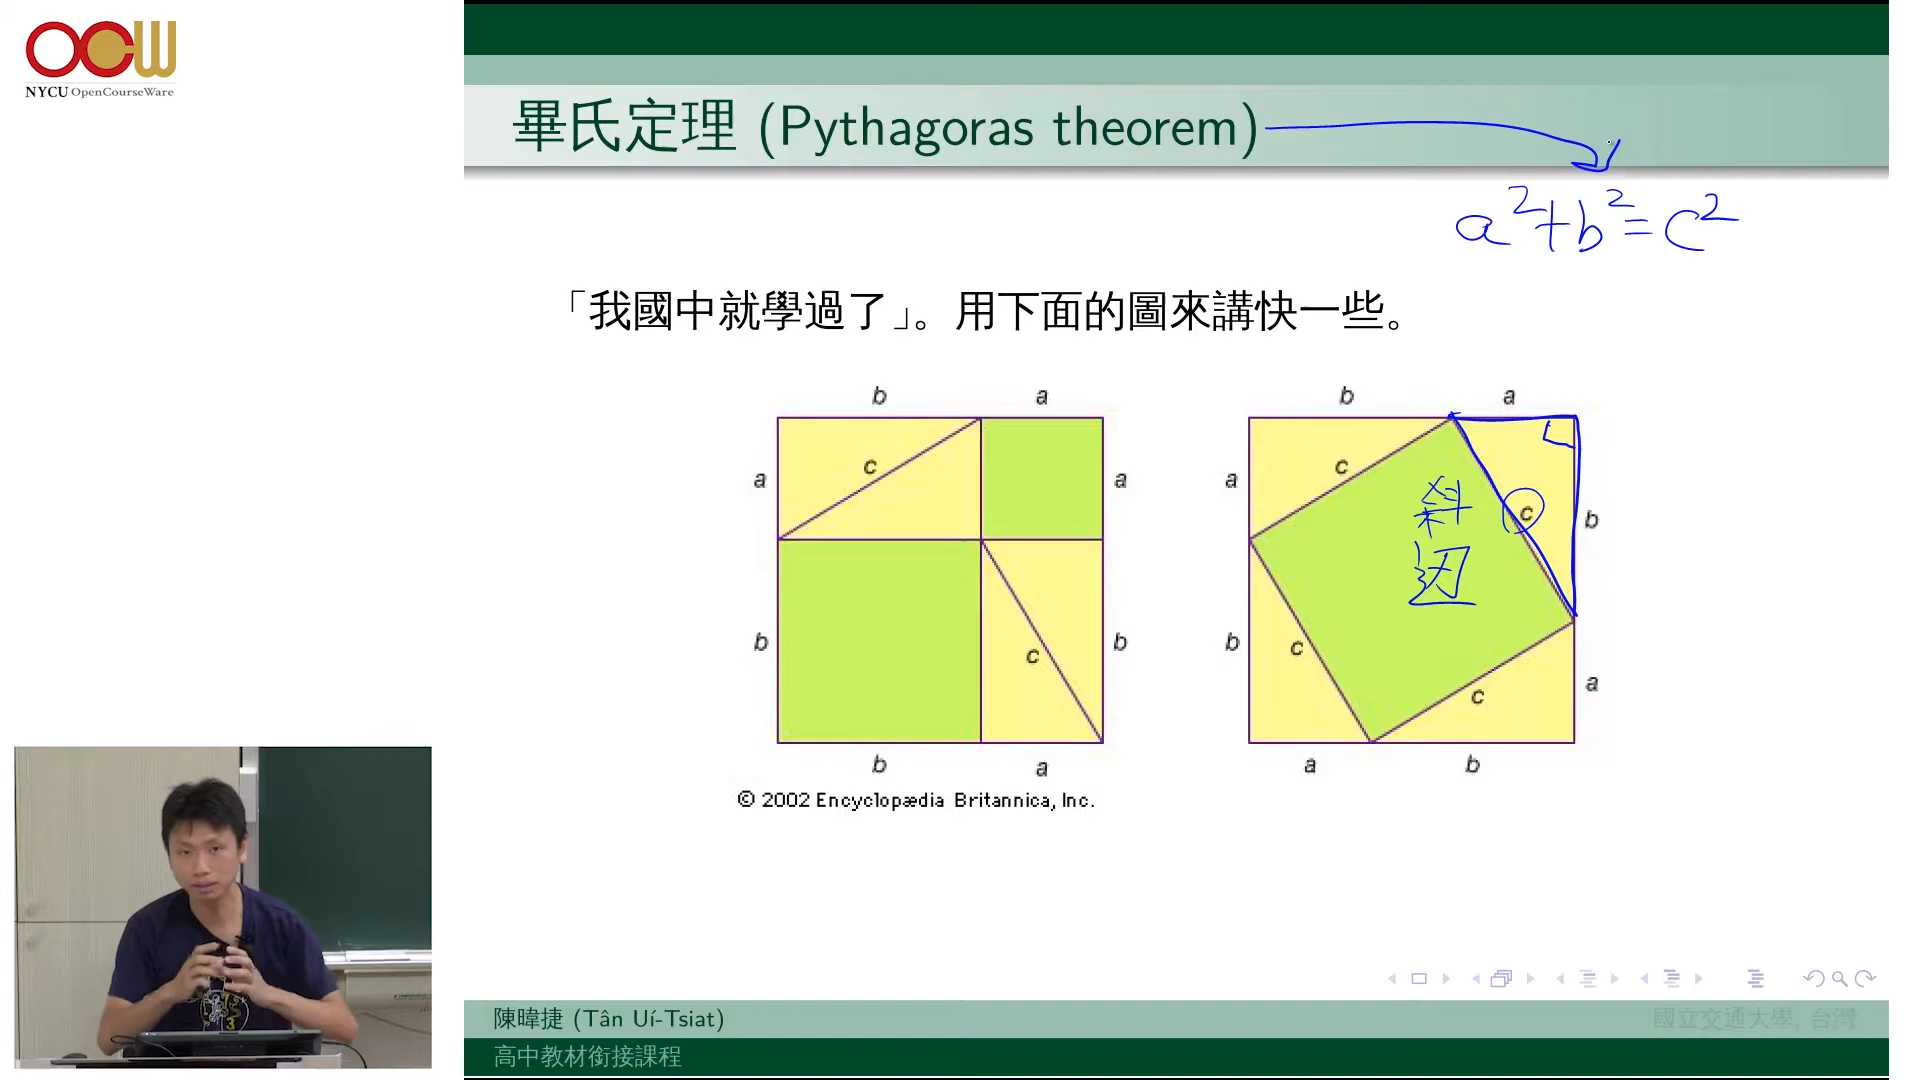 OCW
NYCU OpenCourseWare
畢氏定理 (Pythagoras theorem)
a²+b²=c²
「我國中就學過了」。用下面的圖來講快一些。
b a
a c a
b c b
b a
© 2002 Encyclopædia Britannica, Inc.
b a
a c 斜 c b
边
b c c a
a b
陳暐捷 (Tân Uí-Tsiat)
國立交通大學, 台灣
高中教材銜接課程